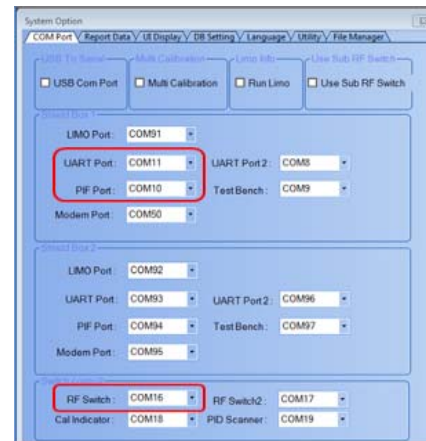 System Option
COM Port Report Data UI Display DB Setting Language Utility File Manager
USB To Serial Multi Calibration Limo Info Use Sub RF Switch
USB Com Port Multi Calibration Run Limo Use Sub RF Switch
Shield Box 1
LIMO Port: COM91
UART Port: COM11 UART Port 2: COM8
PIF Port: COM10 Test Bench: COM9
Modem Port: COM50
Shield Box 2
LIMO Port: COM92
UART Port: COM93 UART Port2: COM96
PIF Port: COM94 Test Bench: COM97
Modem Port: COM95
RF Switch: COM16 RF Switch2: COM17
Cal Indicator: COM18 PID Scanner: COM19